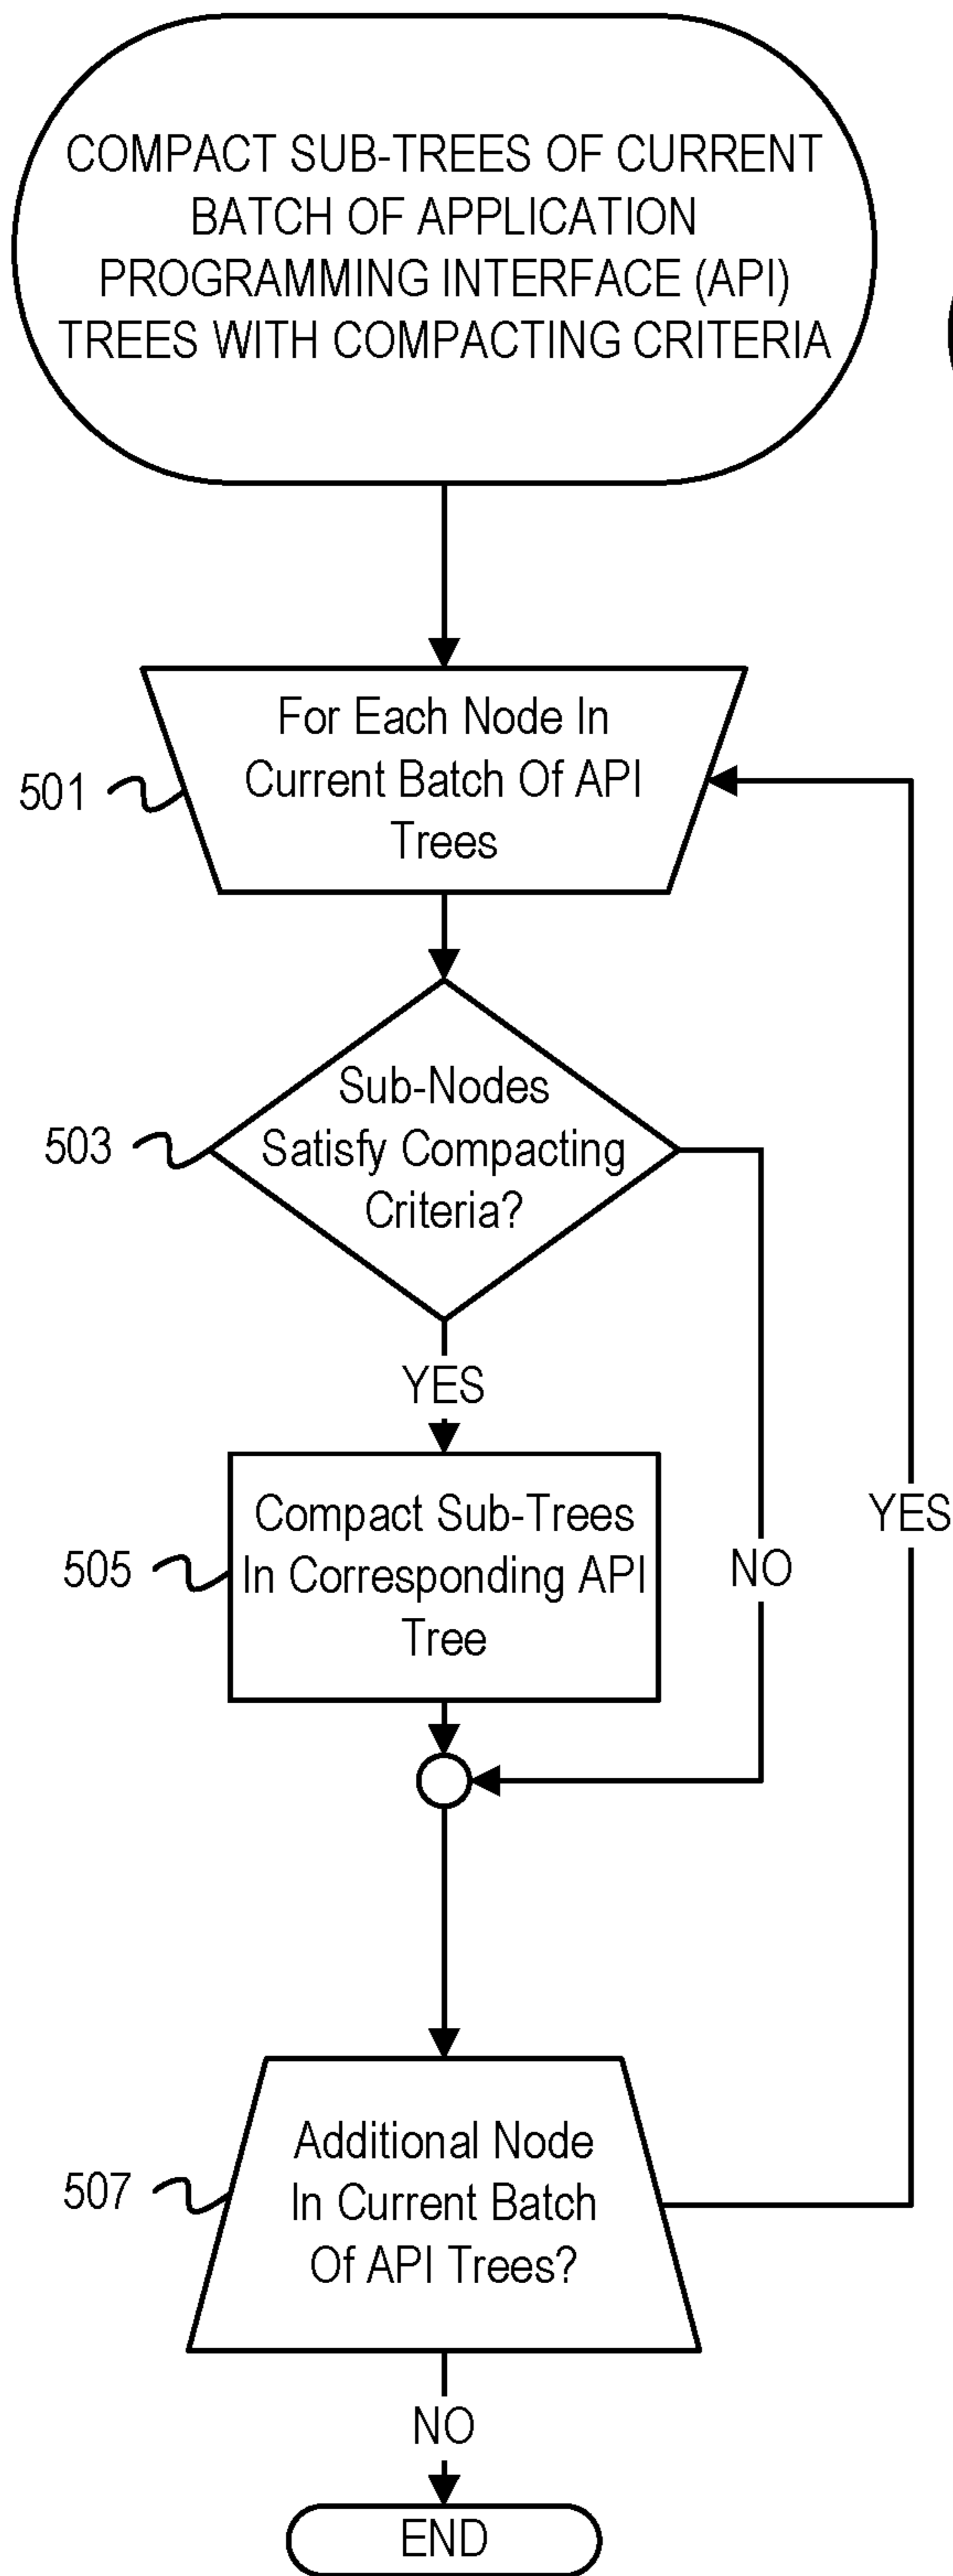 COMPACT SUB-TREES OF CURRENT
BATCH OF APPLICATION
PROGRAMMING INTERFACE (API)
TREES WITH COMPACTING CRITERIA
For Each Node In
Current Batch Of API
Trees
501
Sub-Nodes
Satisfy Compacting
Criteria?
503
YES
Compact Sub-Trees
In Corresponding API
Tree
505
NO
YES
Additional Node
In Current Batch
Of API Trees?
507
NO
END